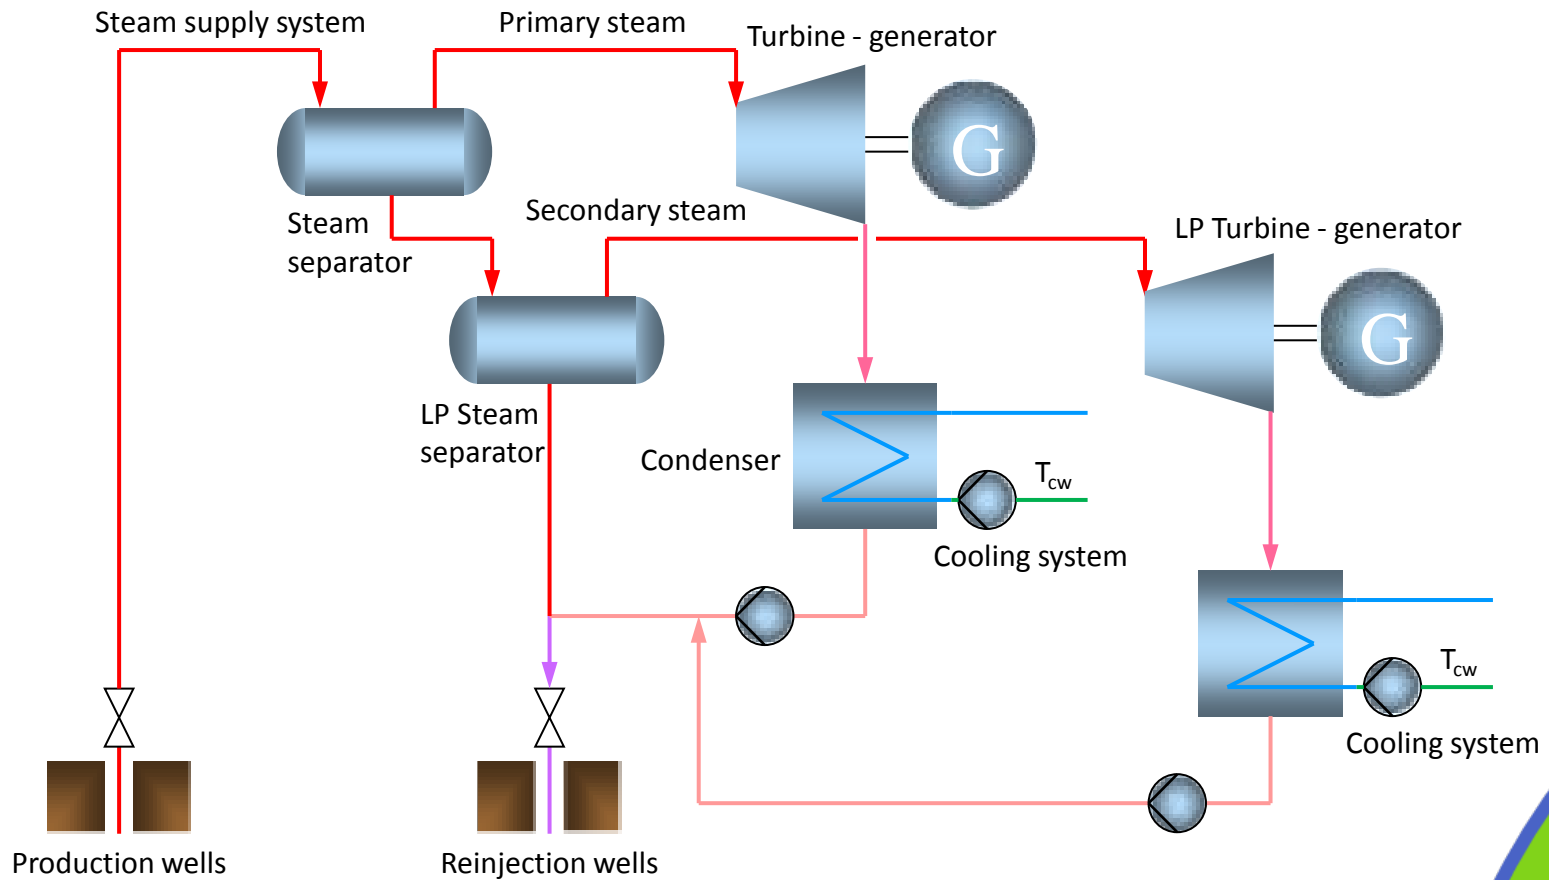 Steam supply system
Primary steam
Turbine - generator
G
Steam
separator
Secondary steam
LP Turbine - generator
G
LP Steam
separator
Condenser
Tcw
Cooling system
Tcw
Cooling system
Production wells
Reinjection wells